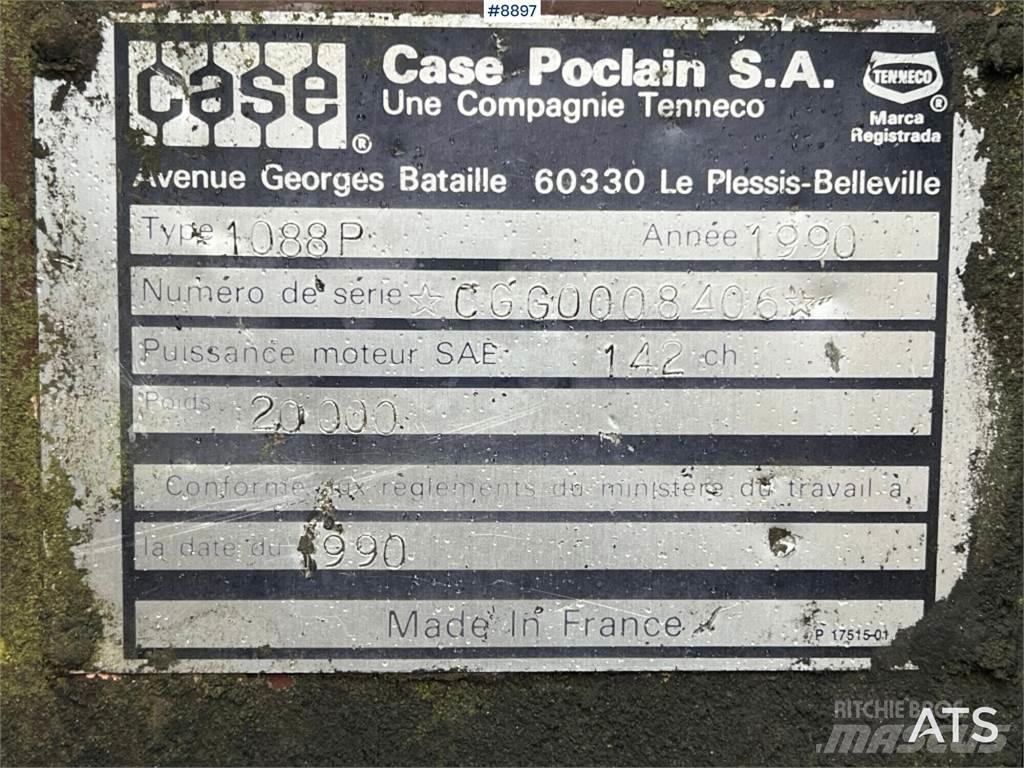 #8897
case ®
Case Poclain S.A.
Une Compagnie Tenneco
TENNECO ®
Marca
Registrada
Avenue Georges Bataille 60330 Le Plessis-Belleville
Type 1088P Année 1990
Numéro de série ☆CGG0008406☆
Puissance moteur SAE 142 ch
Poids 20 000
Conforme aux règlements du ministère du travail à
la date du 1990
Made In France
P 17515-01
RITCHIE BROS
MASCUS
ATS